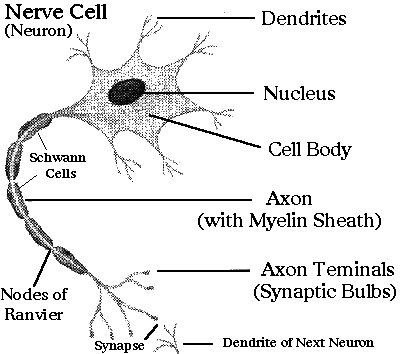 Nerve Cell
(Neuron)
Dendrites
Nucleus
Cell Body
Schwann
Cells
Axon
(with Myelin Sheath)
Axon Teminals
(Synaptic Bulbs)
Nodes of
Ranvier
Synapse
Dendrite of Next Neuron